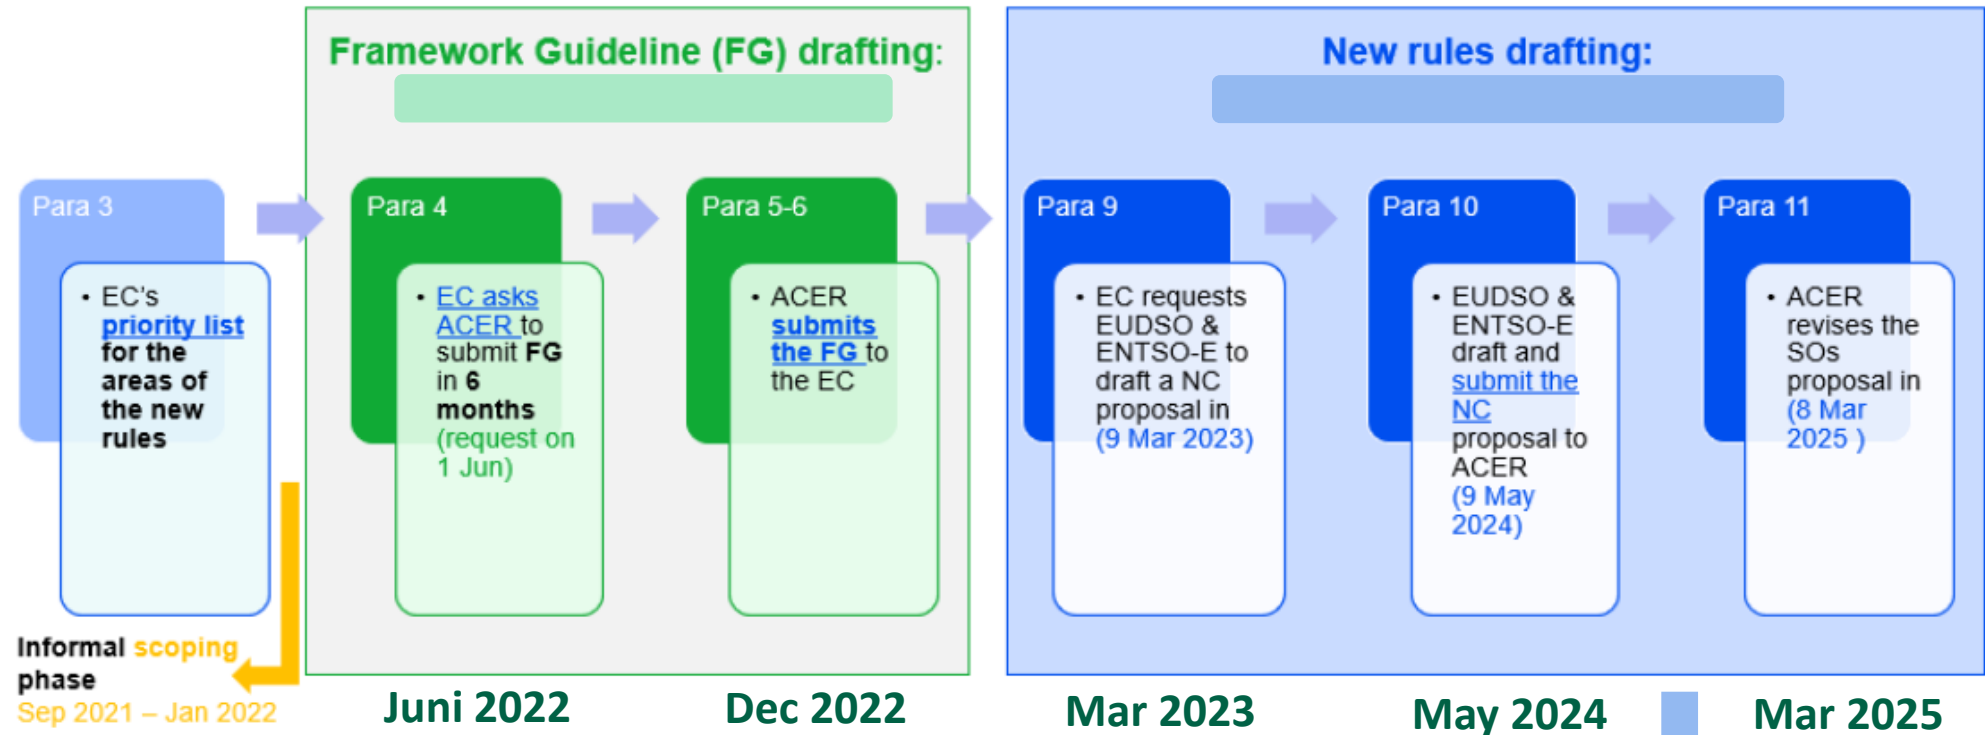 Framework Guideline (FG) drafting:
New rules drafting:
Para 3
• EC's
priority list
for the
areas of
the new
rules
Informal scoping
phase
Sep 2021 – Jan 2022
Para 4
• EC asks
ACER to
submit FG
in 6
months
(request on
1 Jun)
Para 5-6
• ACER
submits
the FG to
the EC
Para 9
• EC requests
EUDSO &
ENTSO-E to
draft a NC
proposal in
(9 Mar 2023)
Para 10
• EUDSO &
ENTSO-E
draft and
submit the
NC
proposal to
ACER
(9 May
2024)
Para 11
• ACER
revises the
SOs
proposal in
(8 Mar
2025 )
Juni 2022
Dec 2022
Mar 2023
May 2024
Mar 2025